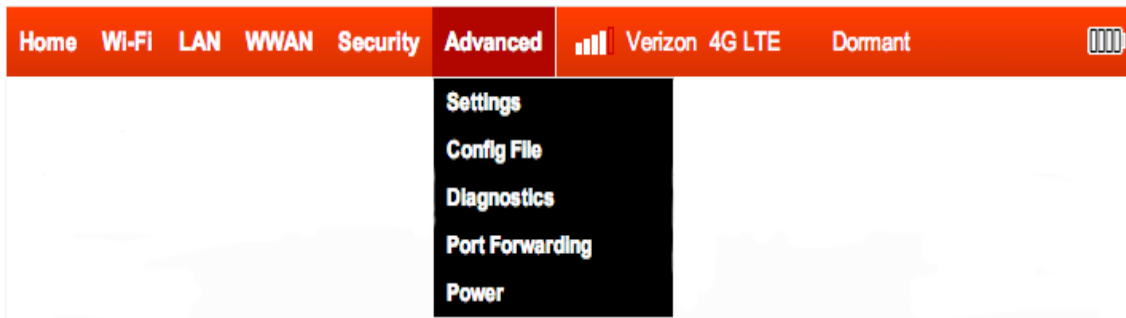 Home Wi-Fi LAN WWAN Security Advanced Verizon 4G LTE Dormant
Settings
Config File
Diagnostics
Port Forwarding
Power